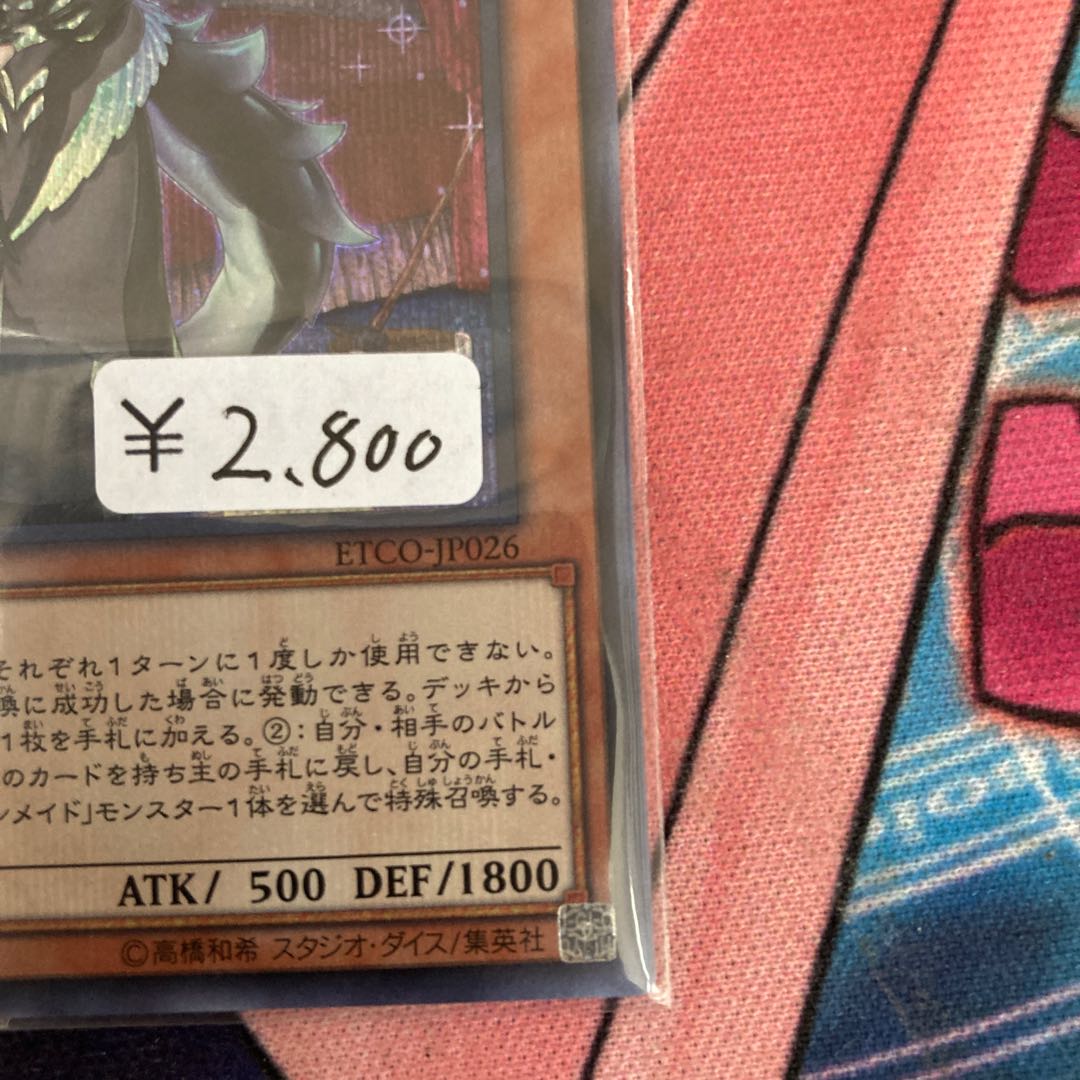 ¥2,800
ETCO-JP026
それぞれ1ターンに1度しか使用できない。
喚に成功した場合に発動できる。デッキから
1枚を手札に加える。②:自分・相手のバトル
のカードを持ち主の手札に戻し、自分の手札・
ンメイド」モンスター1体を選んで特殊召喚する。
ATK/ 500 DEF/1800
©高橋和希 スタジオ・ダイス/集英社